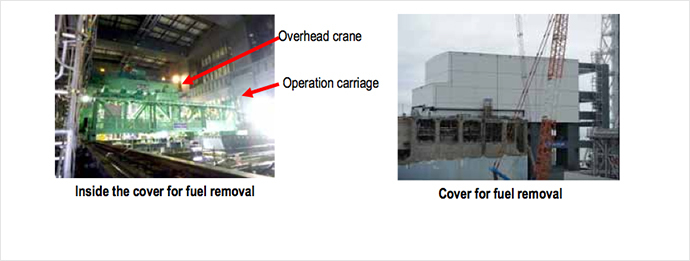 Overhead crane
Operation carriage
Inside the cover for fuel removal
Cover for fuel removal